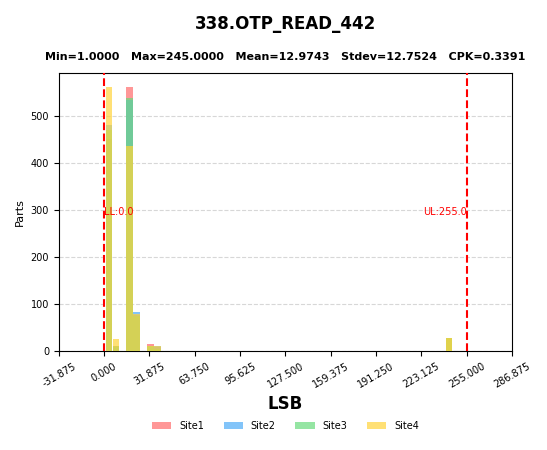 338.OTP_READ_442
Min=1.0000 Max=245.0000 Mean=12.9743 Stdev=12.7524 CPK=0.3391
500
400
300
200
100
0
Parts
LL:0.0
UL:255.0
-31.875 0.000 31.875 63.750 95.625 127.500 159.375 191.250 223.125 255.000 286.875
LSB
Site1 Site2 Site3 Site4